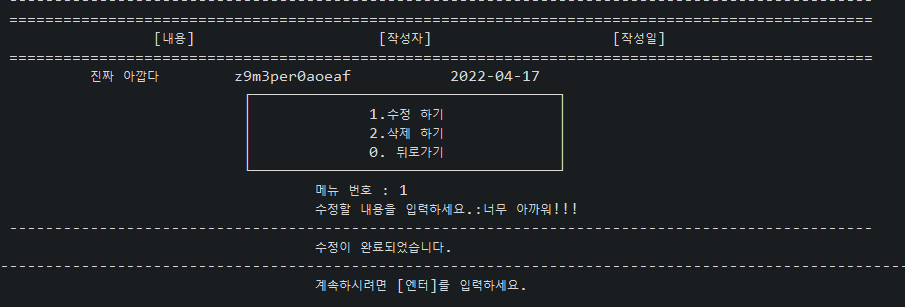 [내용] [작성자] [작성일]
진짜 아깝다 z9m3per0aoeaf 2022-04-17
1.수정 하기
2.삭제 하기
0. 뒤로가기
메뉴 번호 : 1
수정할 내용을 입력하세요.:너무 아까워!!!
수정이 완료되었습니다.
계속하시려면 [엔터]를 입력하세요.